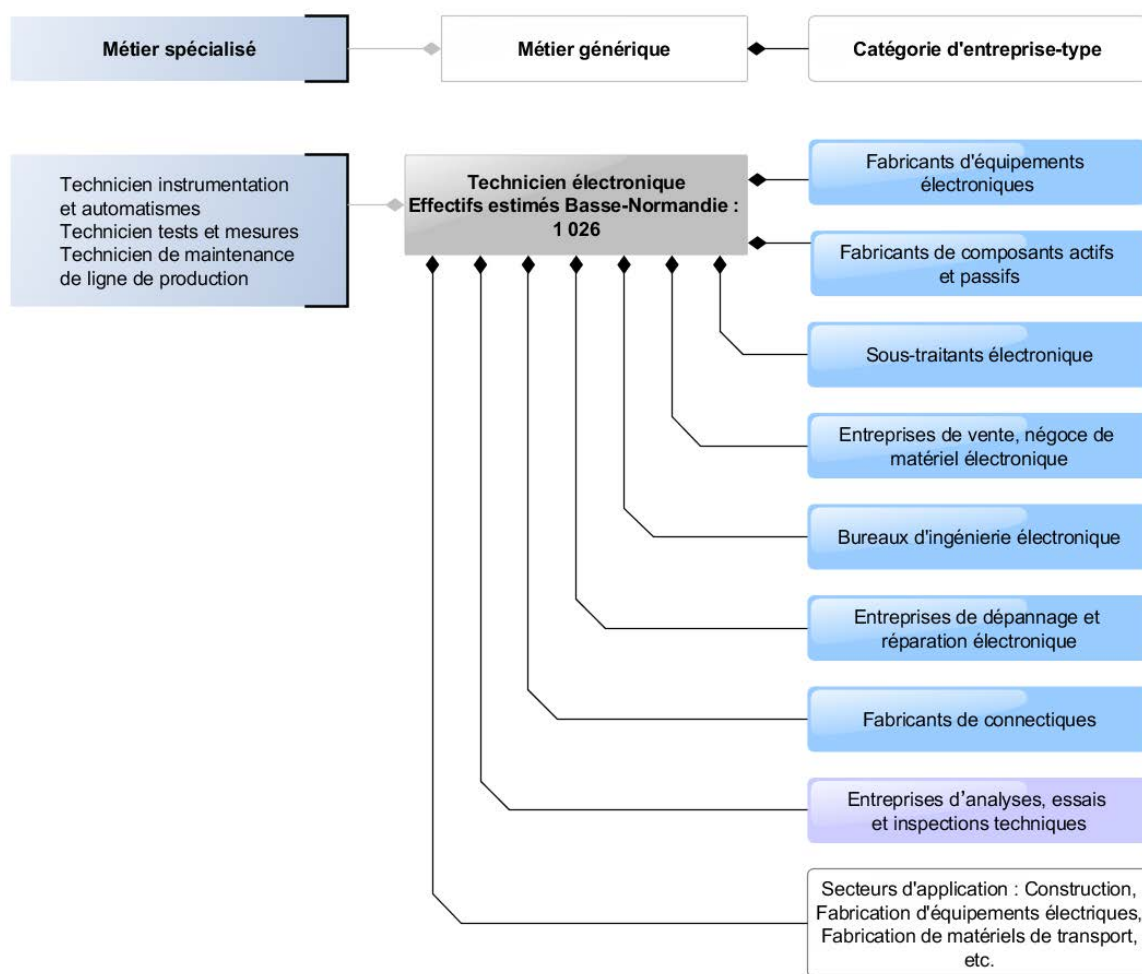 Métier spécialisé
Métier générique
Catégorie d'entreprise-type
Technicien instrumentation
et automatismes
Technicien tests et mesures
Technicien de maintenance
de ligne de production
Technicien électronique
Effectifs estimés Basse-Normandie :
1 026
Fabricants d'équipements
électroniques
Fabricants de composants actifs
et passifs
Sous-traitants électronique
Entreprises de vente, négoce de
matériel électronique
Bureaux d'ingénierie électronique
Entreprises de dépannage et
réparation électronique
Fabricants de connectiques
Entreprises d’analyses, essais
et inspections techniques
Secteurs d'application : Construction,
Fabrication d'équipements électriques,
Fabrication de matériels de transport,
etc.